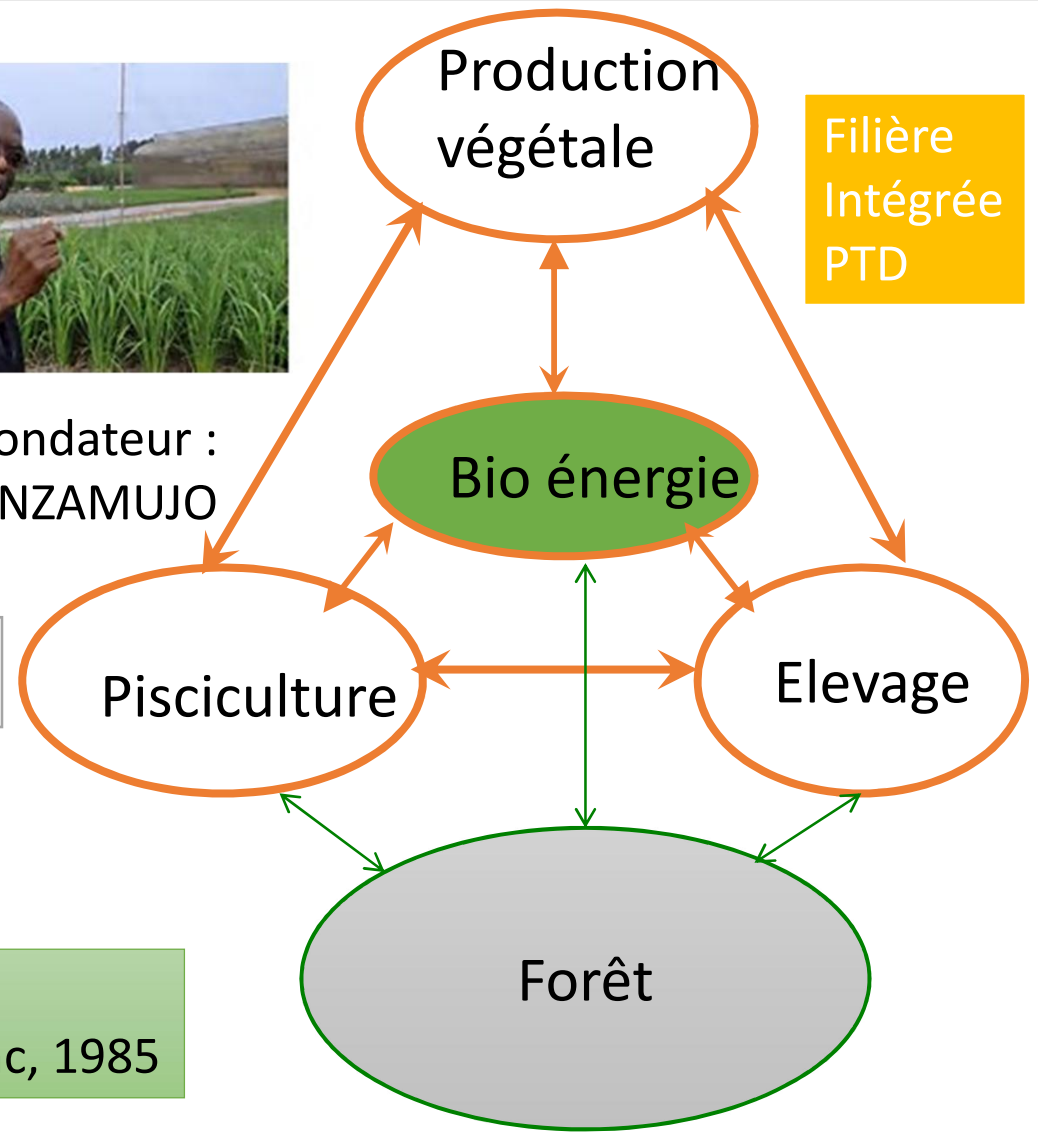 Production
végétale
Filière
Intégrée
PTD
ondateur :
NZAMUJO
Bio énergie
Pisciculture
Elevage
Forêt
c, 1985